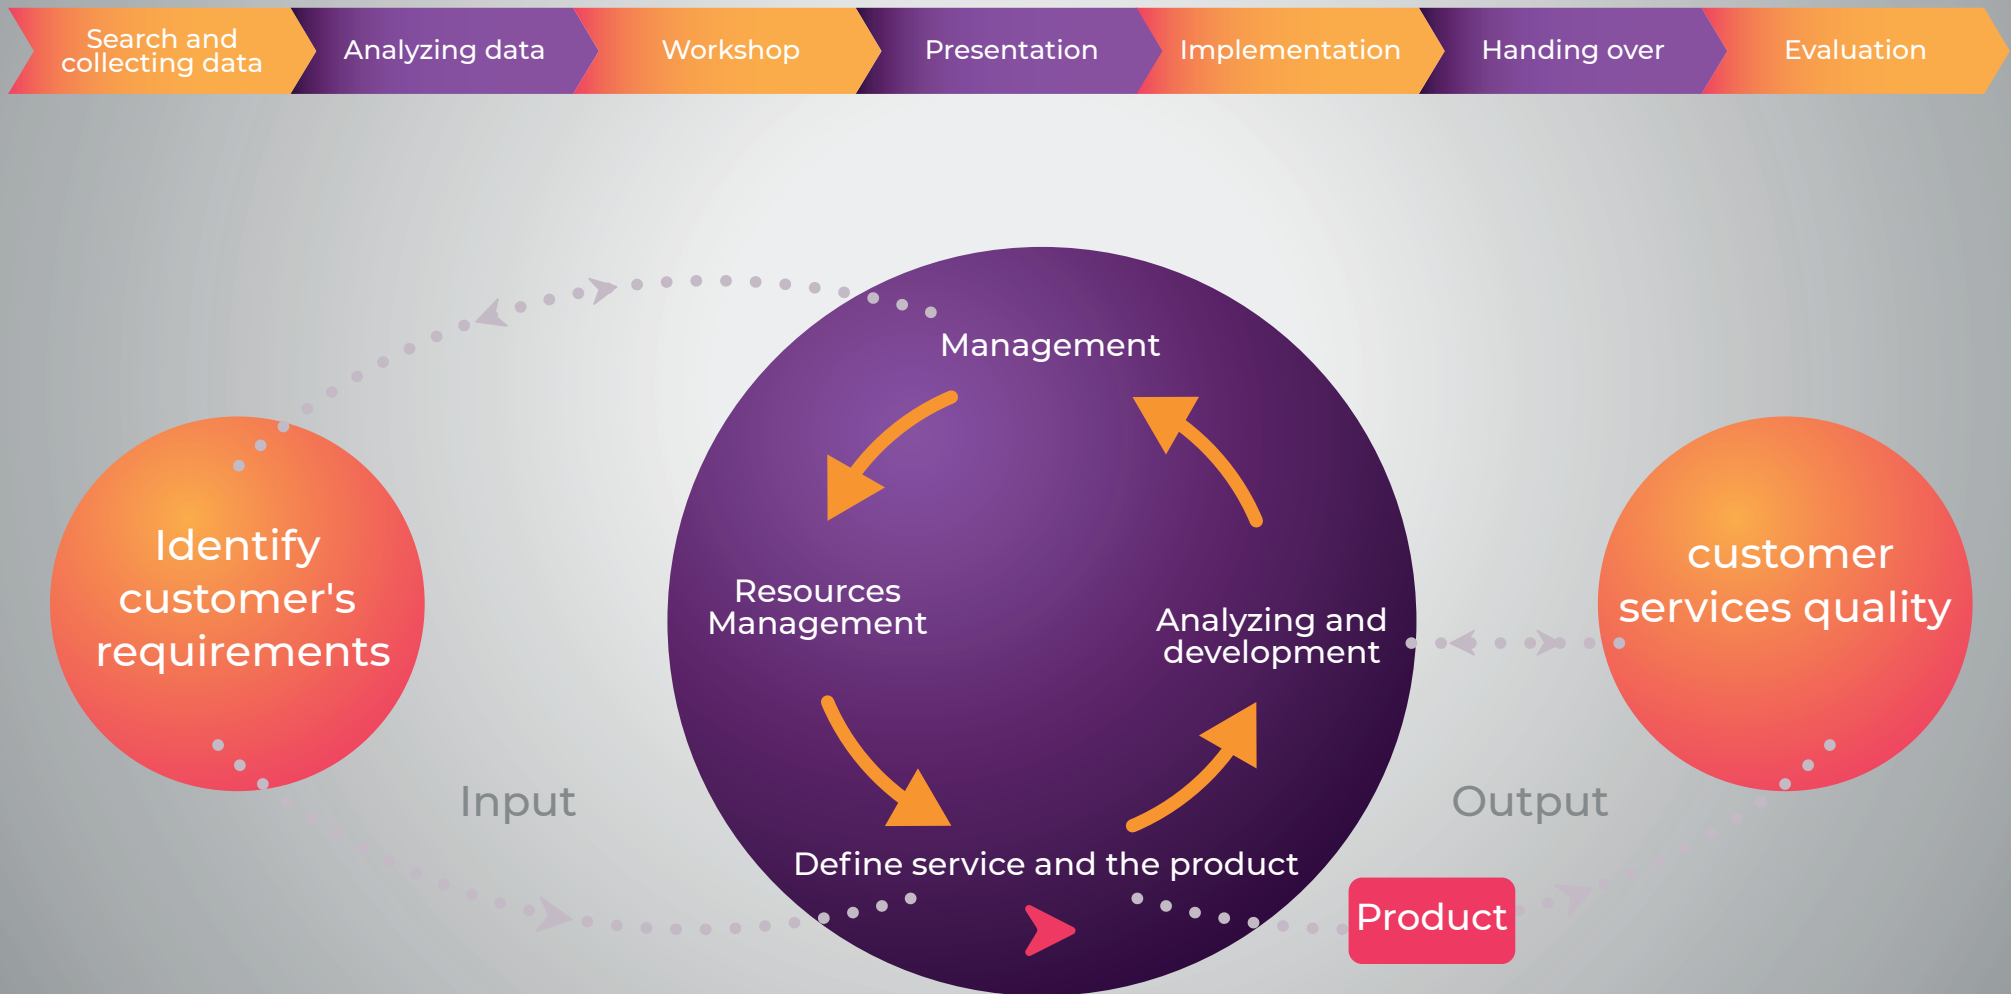 Search and
collecting data
Analyzing data
Workshop
Presentation
Implementation
Handing over
Evaluation
Management
Identify
customer's
requirements
Resources
Management
Analyzing and
development
customer
services quality
Input
Output
Define service and the product
Product